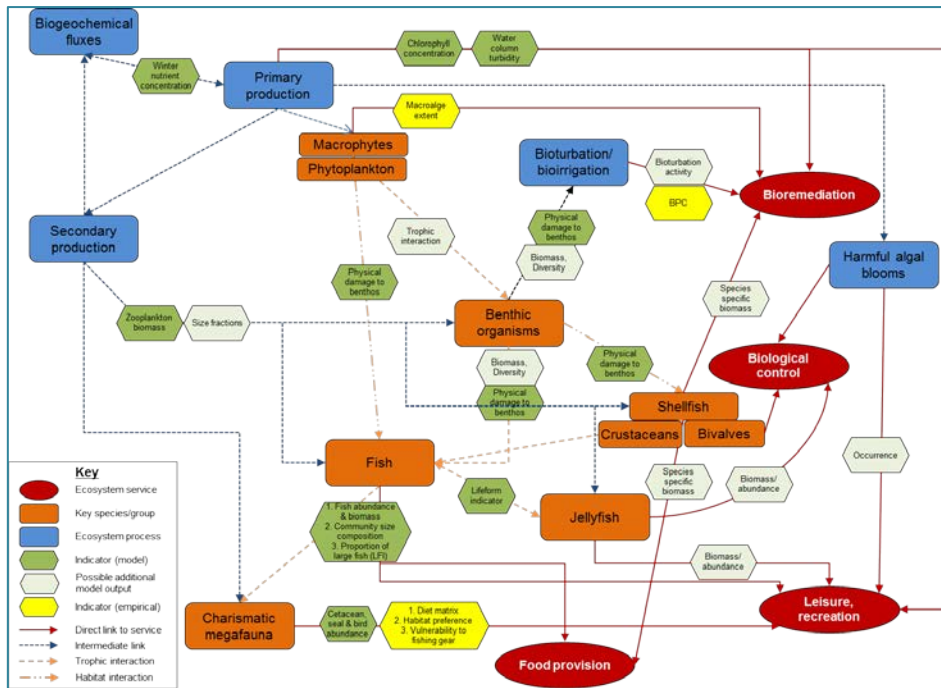 Biogeochemical
fluxes
Winter
nutrient
concentration
Primary
production
Chlorophyll
concentration
Water
column
turbidity
Macroalge
extent
Macrophytes
Phytoplankton
Bioturbation/
bioirrigation
Bioturbation
activity
BPC
Bioremediation
Secondary
production
Trophic
interaction
Physical
damage to
benthos
Biomass,
Diversity
Harmful algal
blooms
Physical
damage to
benthos
Zooplankton
biomass
Size fractions
Benthic
organisms
Species
specific
biomass
Biomass,
Diversity
Physical
damage to
benthos
Physical
damage to
benthos
Biological
control
Shellfish
Crustaceans
Bivalves
Fish
Lifeform
indicator
Species
specific
biomass
Biomass/
abundance
Occurrence
Jellyfish
1. Fish abundance
& biomass
2. Community size
composition
3. Proportion of
large fish (LFI)
Biomass/
abundance
Charismatic
megafauna
Cetacean,
seal & bird
abundance
1. Diet matrix
2. Habitat preference
3. Vulnerability to
fishing gear
Leisure,
recreation
Food provision
Key
Ecosystem service
Key species/group
Ecosystem process
Indicator (model)
Possible additional
model output
Indicator (empirical)
Direct link to service
Intermediate link
Trophic interaction
Habitat interaction